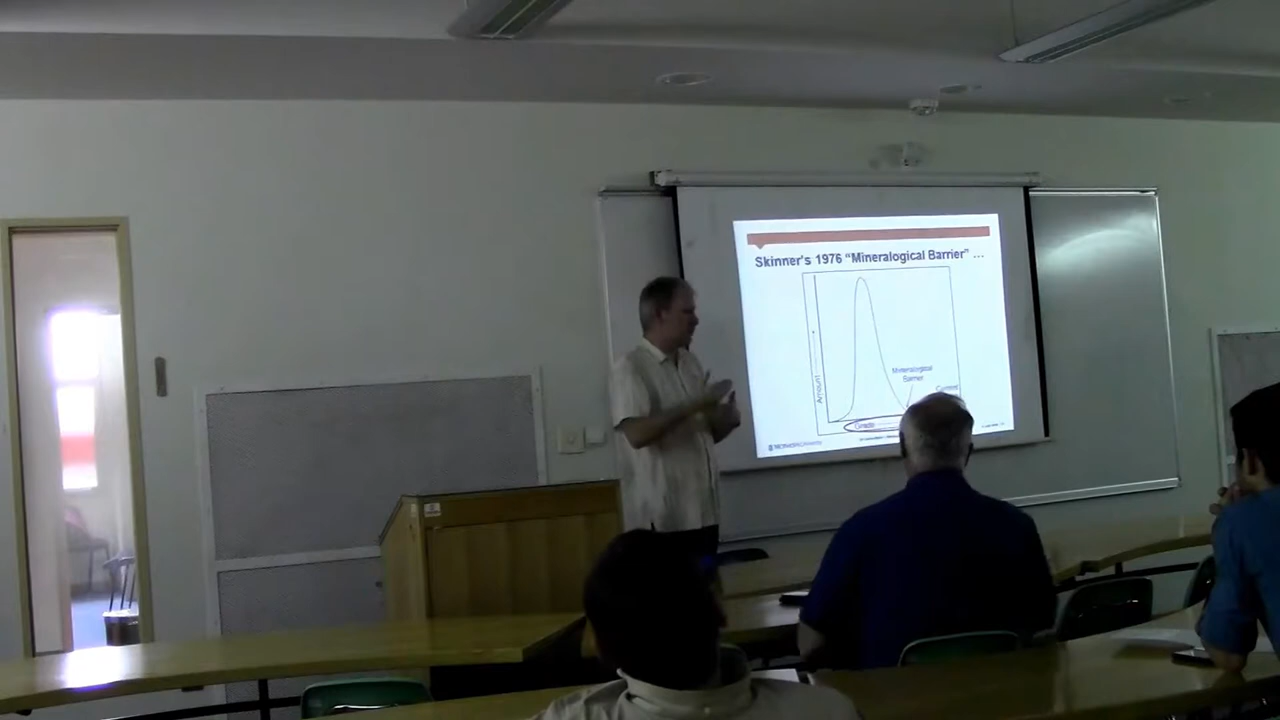 Skinner's 1976 “Mineralogical Barrier” …
Amount
Mineralogical
Barrier
Current
Grade